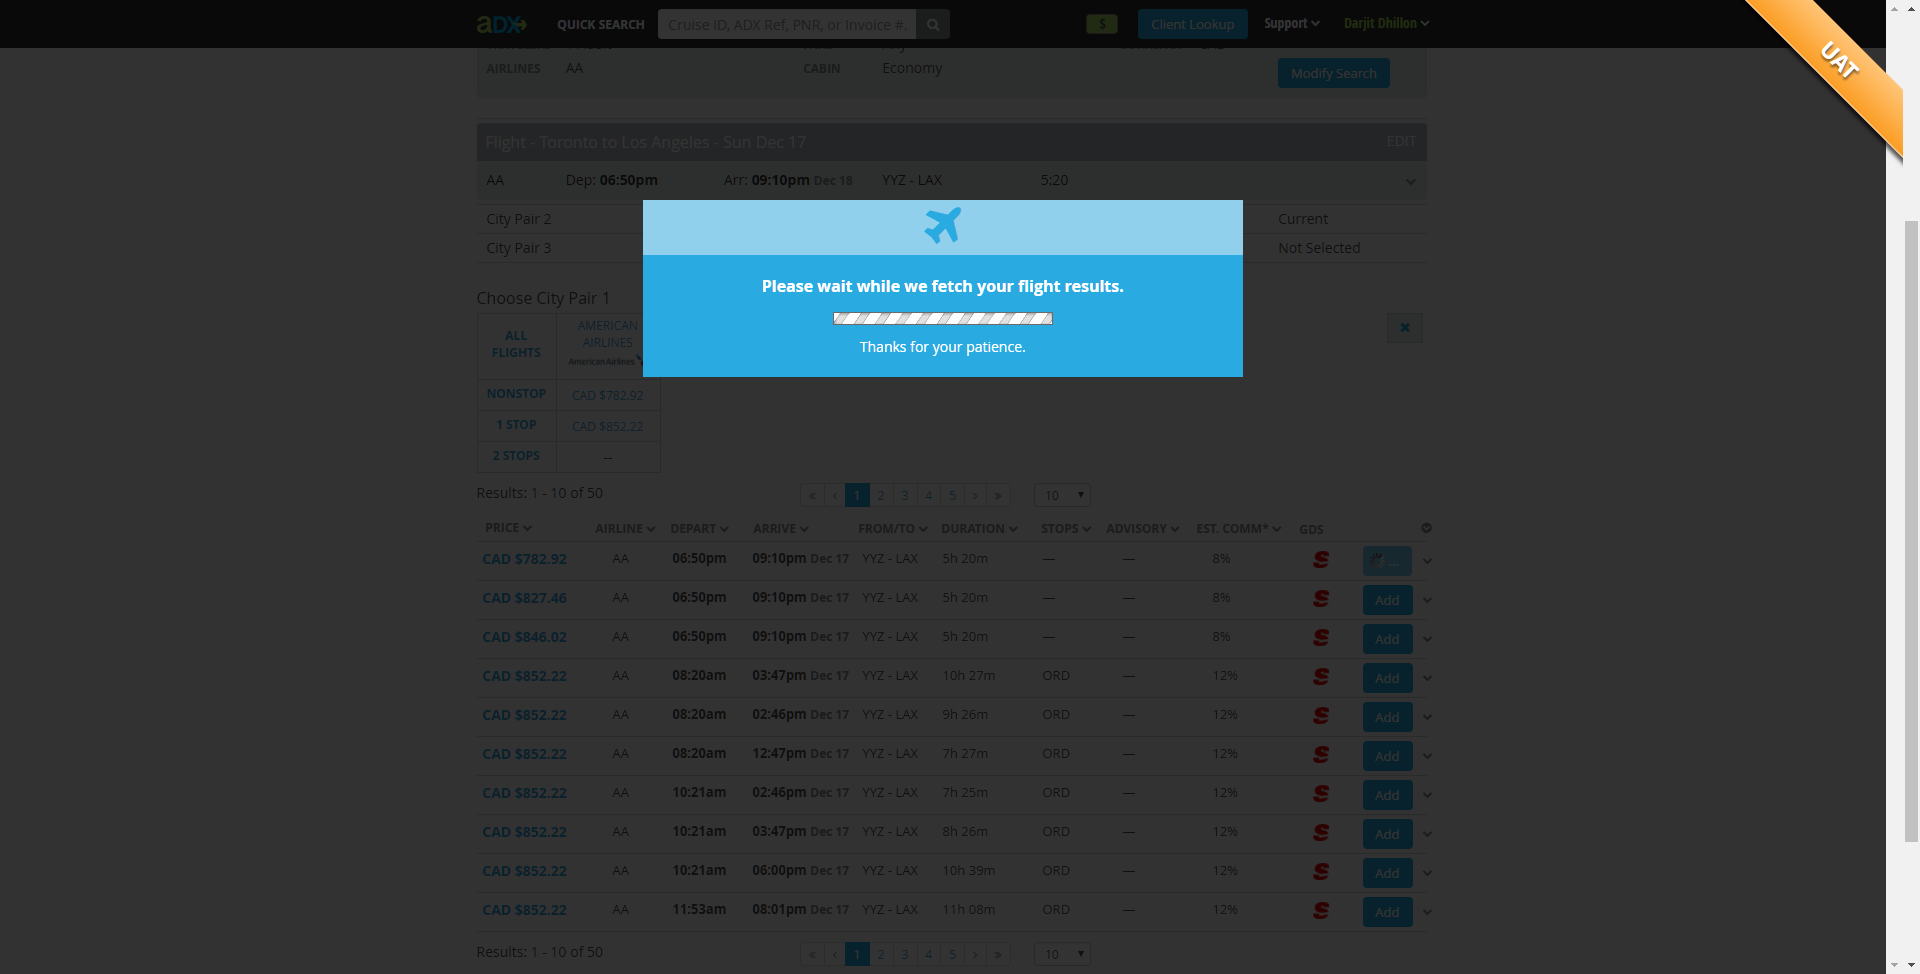 ADX QUICK SEARCH Cruise ID, ADX Ref, PNR, or Invoice #. $ Client Lookup Support Darjit Dhillon
UAT
AIRLINES AA CABIN Economy Modify Search
Flight - Toronto to Los Angeles - Sun Dec 17 EDIT
AA Dep: 06:50pm Arr: 09:10pm Dec 18 YYZ - LAX 5:20
City Pair 2 Current
City Pair 3 Not Selected
Please wait while we fetch your flight results.
Thanks for your patience.
Choose City Pair 1
ALL FLIGHTS AMERICAN AIRLINES
American Airlines
NONSTOP CAD $782.92
1 STOP CAD $852.22
2 STOPS --
Results: 1 - 10 of 50 « ‹ 1 2 3 4 5 › » 10
PRICE AIRLINE DEPART ARRIVE FROM/TO DURATION STOPS ADVISORY EST. COMM* GDS
CAD $782.92 AA 06:50pm 09:10pm Dec 17 YYZ - LAX 5h 20m — — 8% S ...
CAD $827.46 AA 06:50pm 09:10pm Dec 17 YYZ - LAX 5h 20m — — 8% S Add
CAD $846.02 AA 06:50pm 09:10pm Dec 17 YYZ - LAX 5h 20m — — 8% S Add
CAD $852.22 AA 08:20am 03:47pm Dec 17 YYZ - LAX 10h 27m ORD — 12% S Add
CAD $852.22 AA 08:20am 02:46pm Dec 17 YYZ - LAX 9h 26m ORD — 12% S Add
CAD $852.22 AA 08:20am 12:47pm Dec 17 YYZ - LAX 7h 27m ORD — 12% S Add
CAD $852.22 AA 10:21am 02:46pm Dec 17 YYZ - LAX 7h 25m ORD — 12% S Add
CAD $852.22 AA 10:21am 03:47pm Dec 17 YYZ - LAX 8h 26m ORD — 12% S Add
CAD $852.22 AA 10:21am 06:00pm Dec 17 YYZ - LAX 10h 39m ORD — 12% S Add
CAD $852.22 AA 11:53am 08:01pm Dec 17 YYZ - LAX 11h 08m ORD — 12% S Add
Results: 1 - 10 of 50 « ‹ 1 2 3 4 5 › » 10